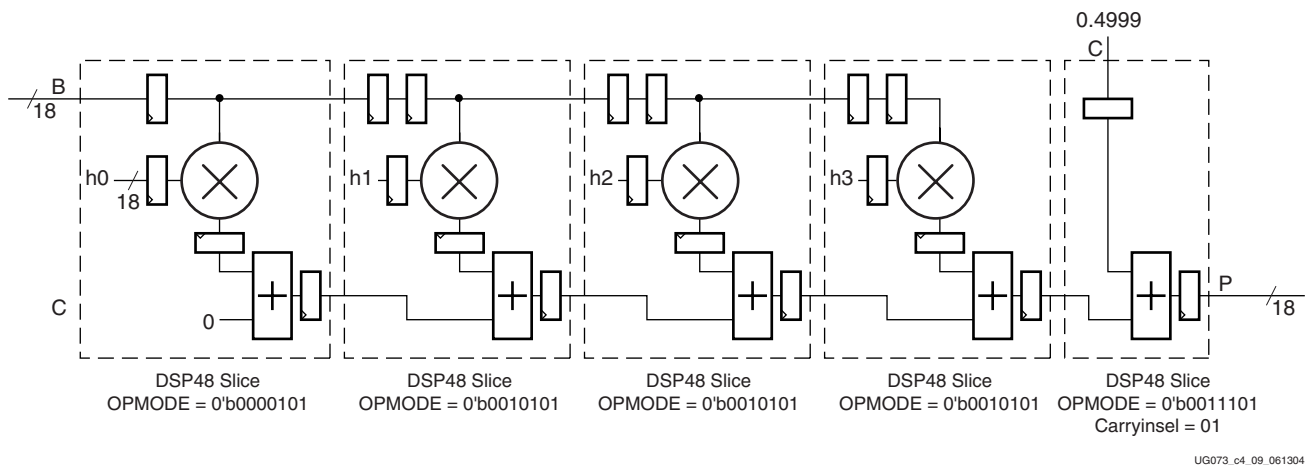 0.4999
C
B
18
h0
18
h1
h2
h3
C
0
P
18
DSP48 Slice
OPMODE = 0'b0000101
DSP48 Slice
OPMODE = 0'b0010101
DSP48 Slice
OPMODE = 0'b0010101
DSP48 Slice
OPMODE = 0'b0010101
DSP48 Slice
OPMODE = 0'b0011101
Carryinsel = 01
UG073_c4_09_061304